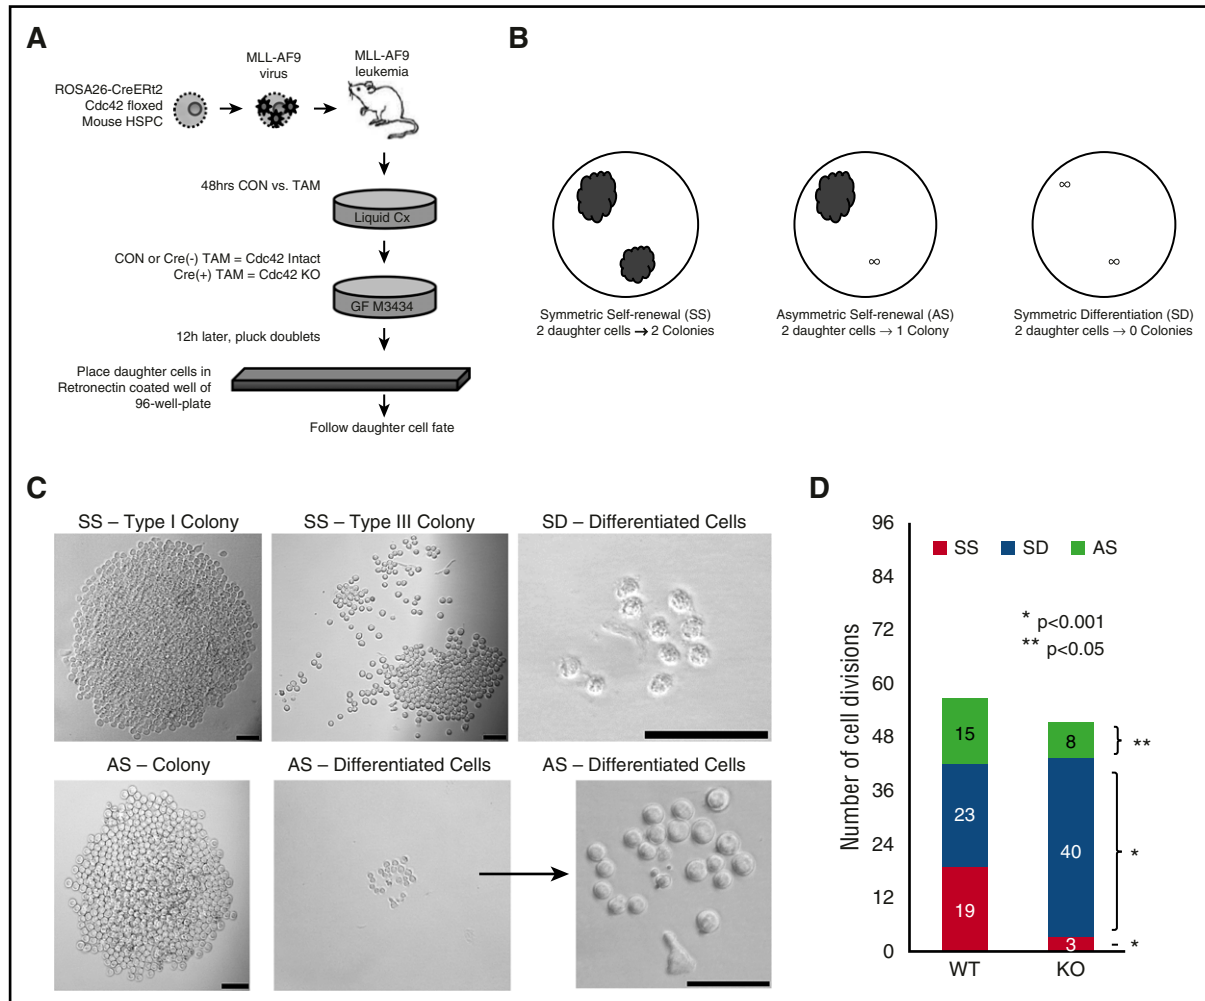 A
MLL-AF9
virus
MLL-AF9
leukemia
ROSA26-CreERt2
Cdc42 floxed
Mouse HSPC
48hrs CON vs. TAM
Liquid Cx
CON or Cre(-) TAM = Cdc42 Intact
Cre(+) TAM = Cdc42 KO
GF M3434
12h later, pluck doublets
Place daughter cells in
Retronectin coated well of
96-well-plate
Follow daughter cell fate
B
∞
∞
∞
Symmetric Self-renewal (SS)
2 daughter cells → 2 Colonies
Asymmetric Self-renewal (AS)
2 daughter cells → 1 Colony
Symmetric Differentiation (SD)
2 daughter cells → 0 Colonies
C
SS – Type I Colony
SS – Type III Colony
SD – Differentiated Cells
AS – Colony
AS – Differentiated Cells
AS – Differentiated Cells
D
Number of cell divisions
96
84
72
60
48
36
24
12
0
SS
SD
AS
* p<0.001
** p<0.05
15
23
19
8
40
3
**
*
*
WT
KO